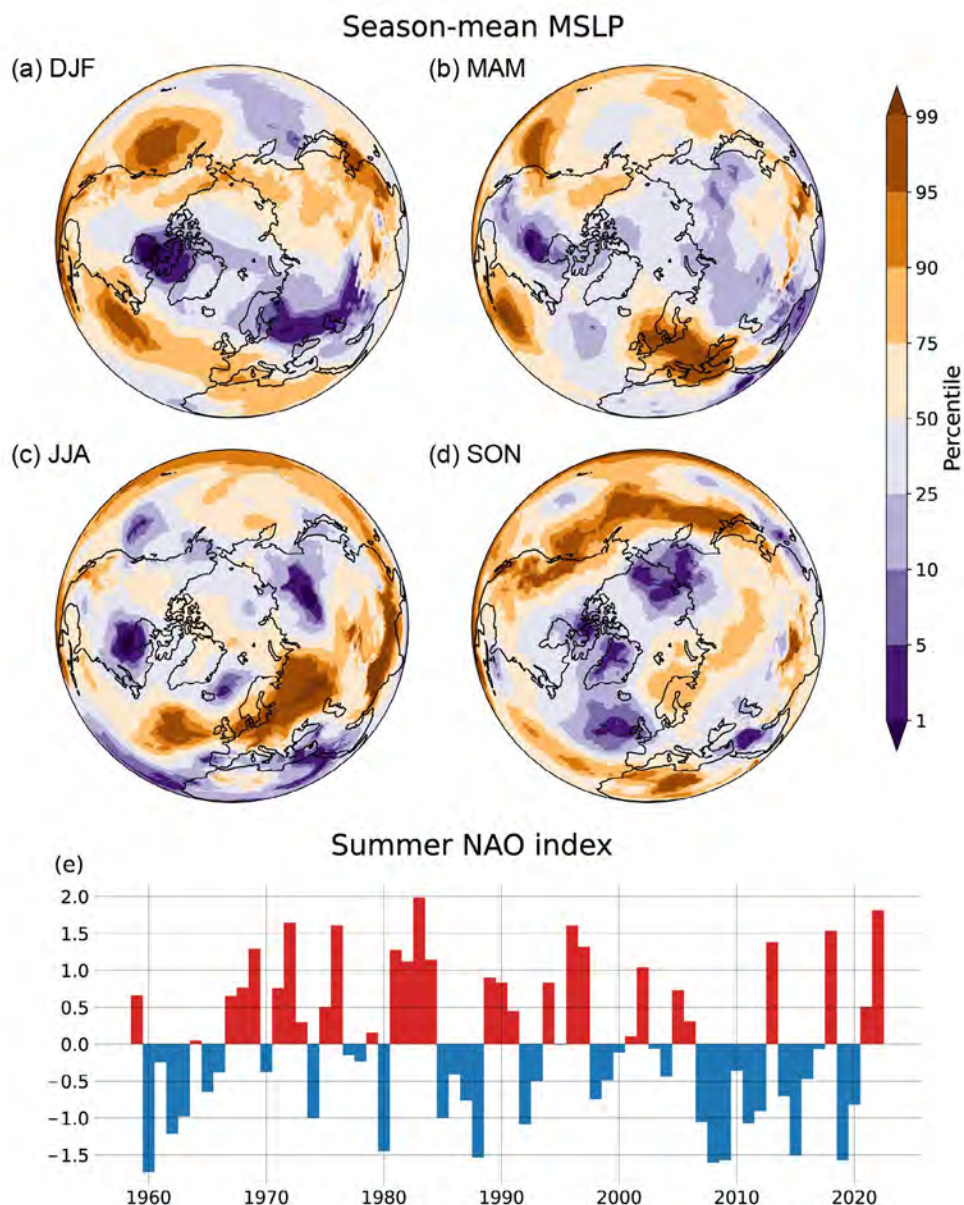 Season-mean MSLP
(a) DJF
(b) MAM
(c) JJA
(d) SON
99
95
90
75
50
25
10
5
1
Percentile
Summer NAO index
(e)
2.0
1.5
1.0
0.5
0.0
−0.5
−1.0
−1.5
1960 1970 1980 1990 2000 2010 2020